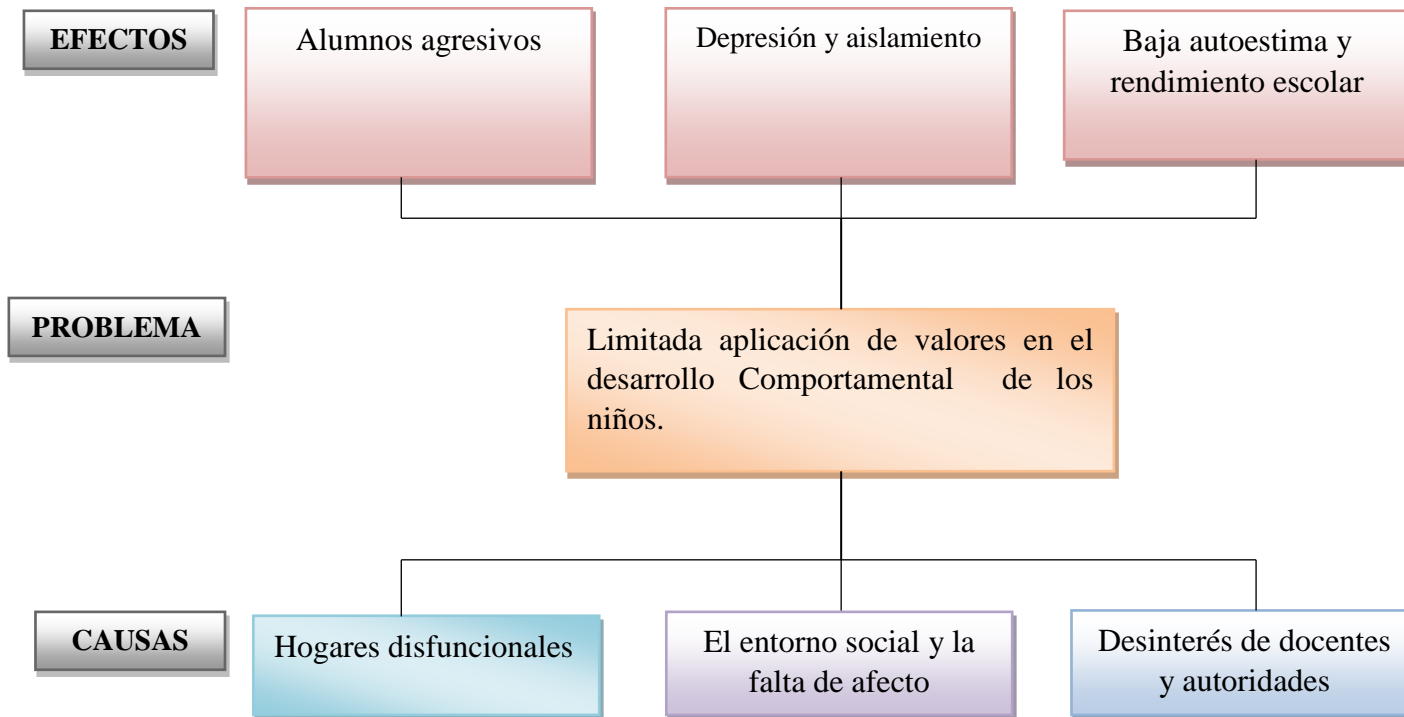 EFECTOS
Alumnos agresivos
Depresión y aislamiento
Baja autoestima y
rendimiento escolar
PROBLEMA
Limitada aplicación de valores en el
desarrollo Comportamental de los
niños.
CAUSAS
Hogares disfuncionales
El entorno social y la
falta de afecto
Desinterés de docentes
y autoridades